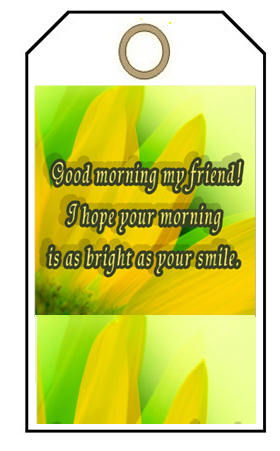 Good morning my friend!
I hope your morning
is as bright as your smile.